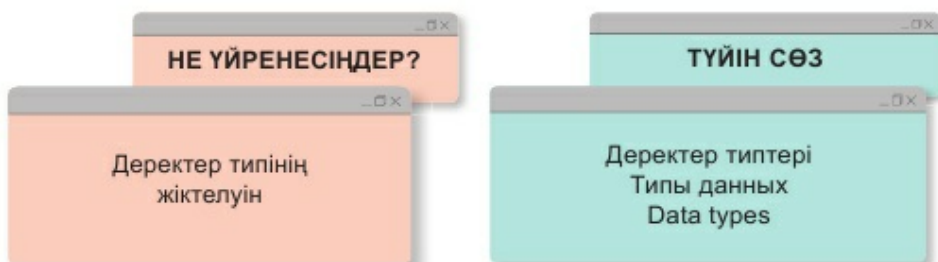 НЕ ҮЙРЕНЕСІҢДЕР?
Деректер типінің
жіктелуін
ТҮЙІН СӨЗ
Деректер типтері
Типы данных
Data types